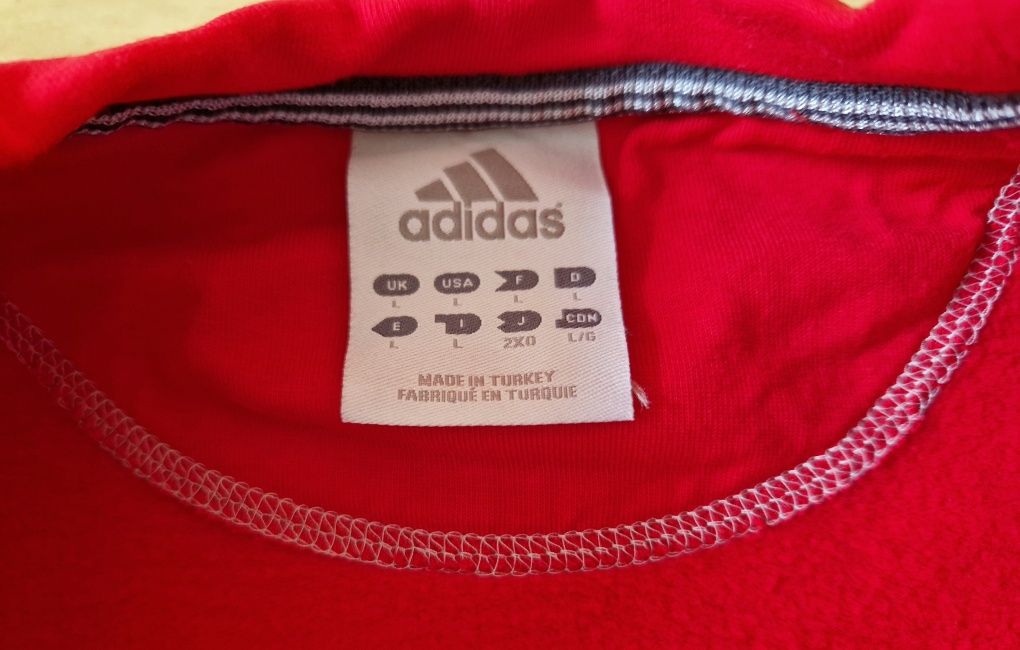 adidas
UK USA F D
L L L L
E I J CDN
L L 2XO L/G
MADE IN TURKEY
FABRIQUÉ EN TURQUIE